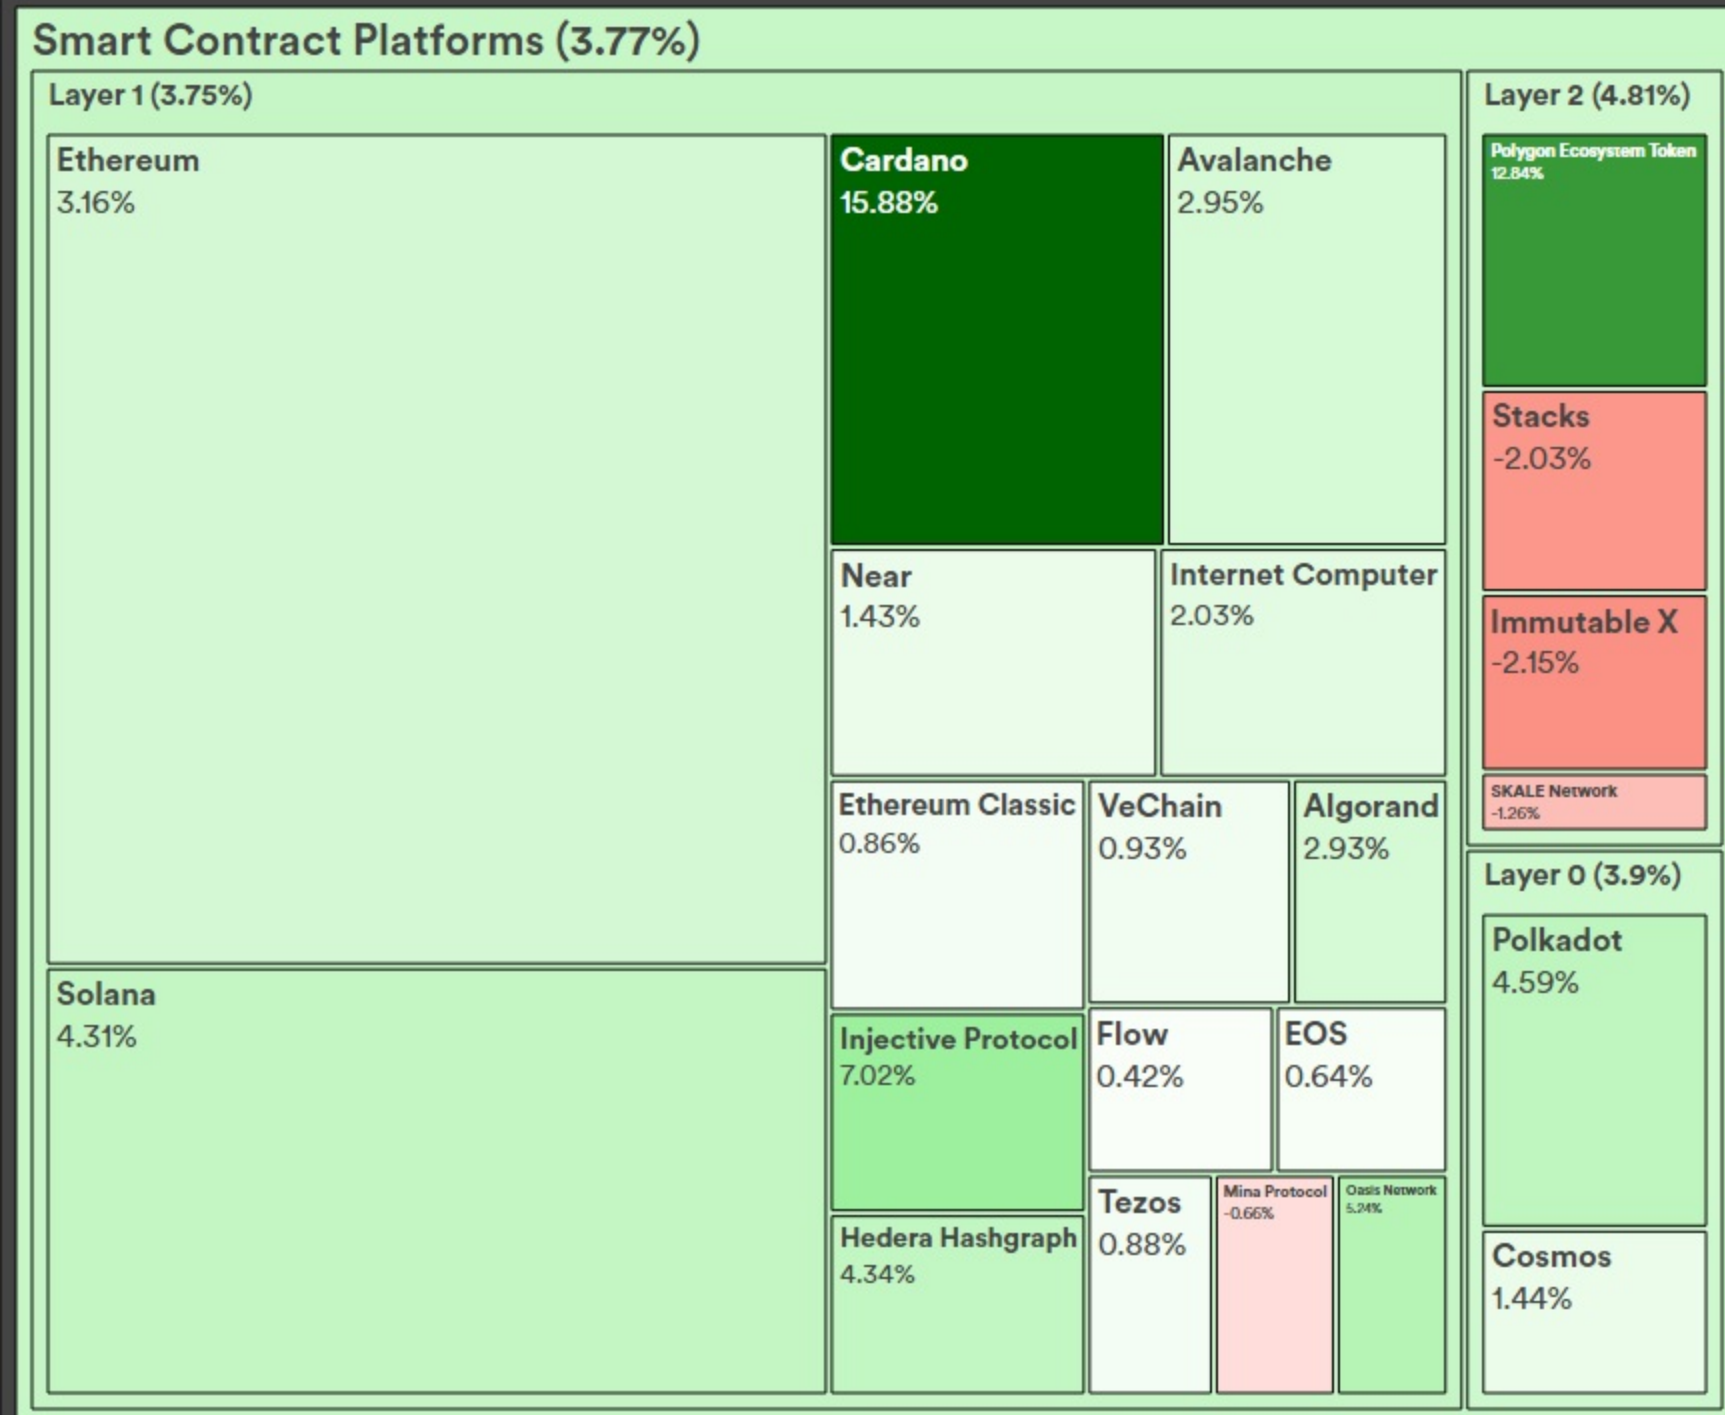 Smart Contract Platforms (3.77%)
Layer 1 (3.75%)
Ethereum
3.16%
Solana
4.31%
Cardano
15.88%
Avalanche
2.95%
Near
1.43%
Internet Computer
2.03%
Ethereum Classic
0.86%
VeChain
0.93%
Algorand
2.93%
Injective Protocol
7.02%
Flow
0.42%
EOS
0.64%
Hedera Hashgraph
4.34%
Tezos
0.88%
Mina Protocol
-0.66%
Oasis Network
5.24%
Layer 2 (4.81%)
Polygon Ecosystem Token
12.84%
Stacks
-2.03%
Immutable X
-2.15%
SKALE Network
-1.26%
Layer 0 (3.9%)
Polkadot
4.59%
Cosmos
1.44%